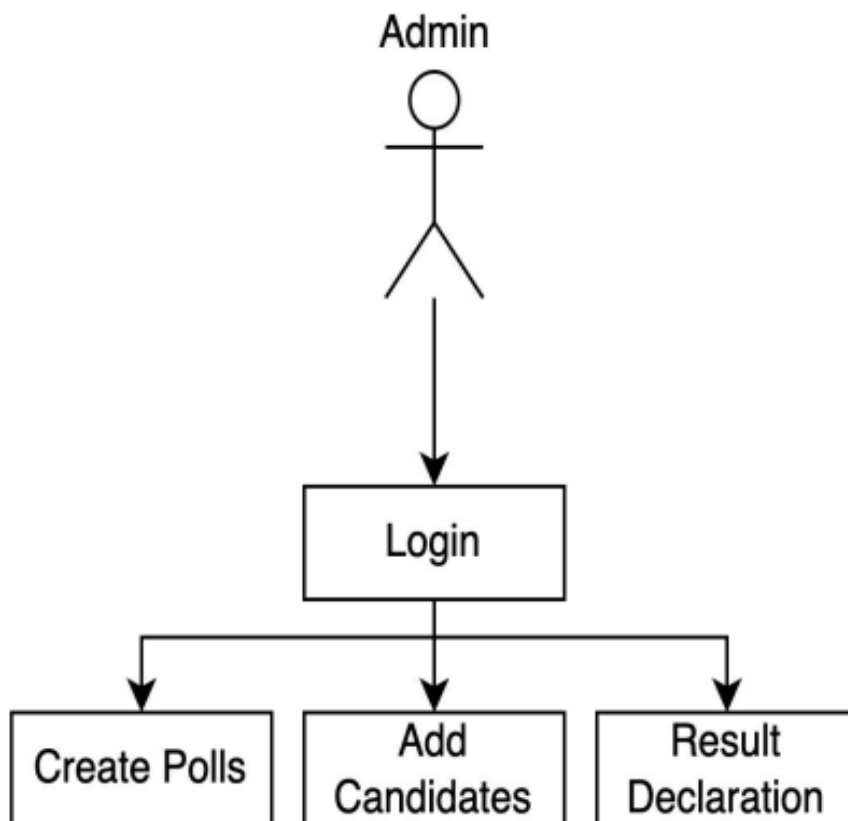 Admin
Login
Create Polls
Add
Candidates
Result
Declaration